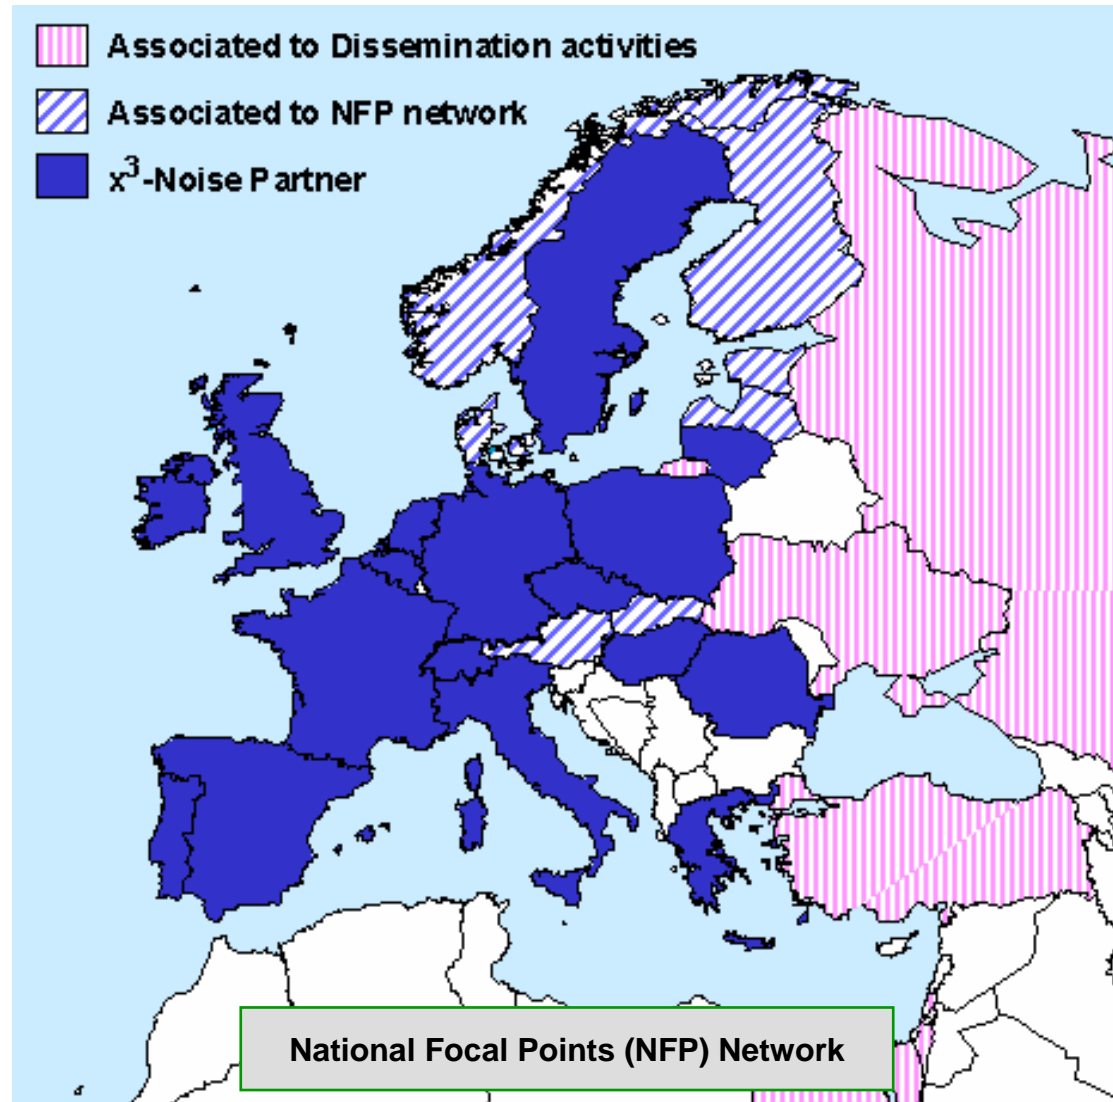 Associated to Dissemination activities
Associated to NFP network
x³-Noise Partner
National Focal Points (NFP) Network